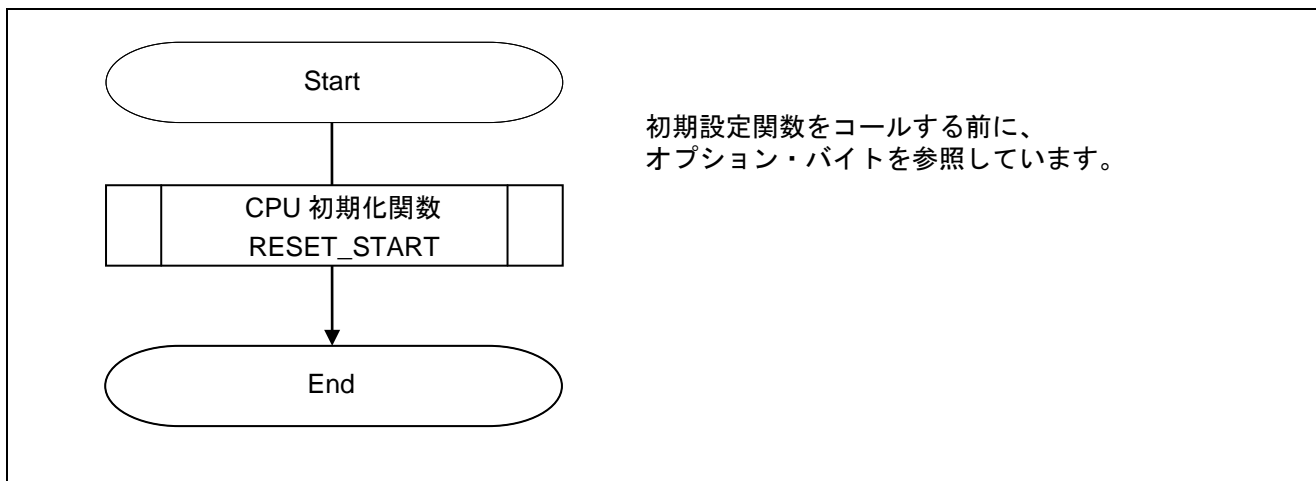 Start
初期設定関数をコールする前に、
オプション・バイトを参照しています。
CPU 初期化関数
RESET_START
End